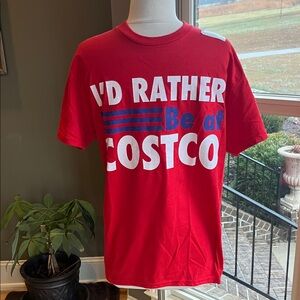 I'D RATHER
Be at
COSTCO